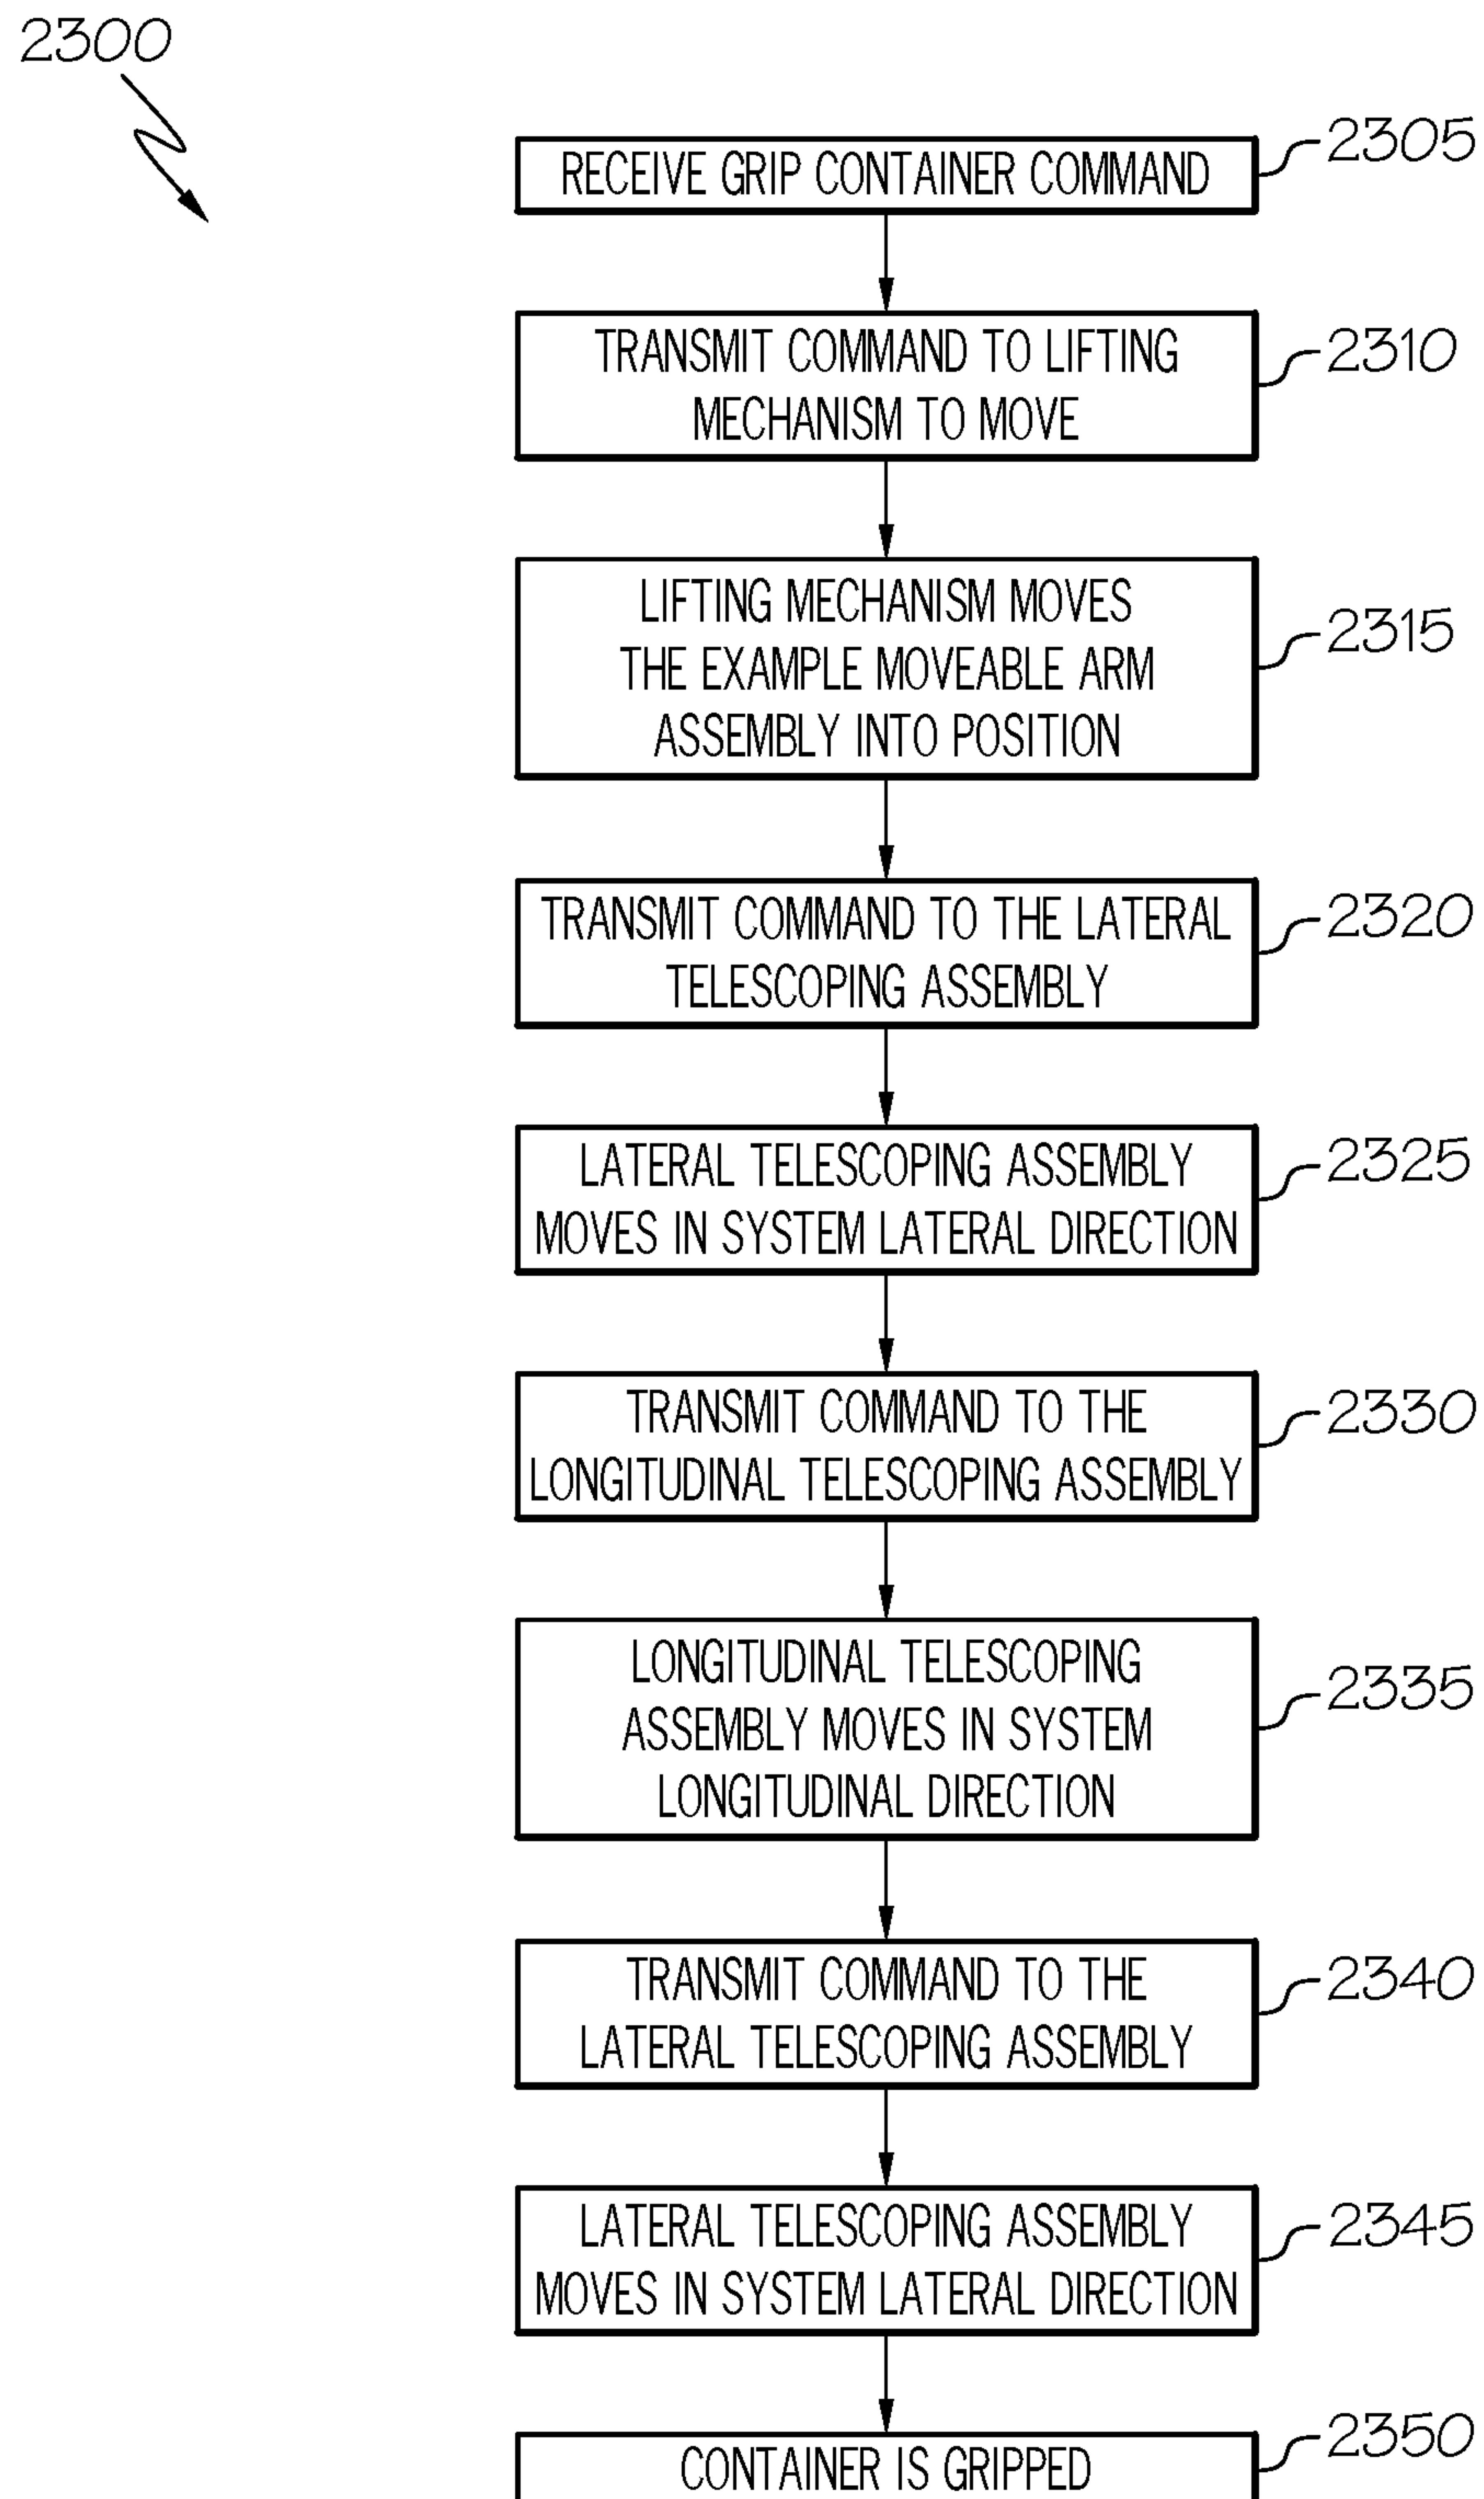 2300
RECEIVE GRIP CONTAINER COMMAND
2305
TRANSMIT COMMAND TO LIFTING
MECHANISM TO MOVE
2310
LIFTING MECHANISM MOVES
THE EXAMPLE MOVEABLE ARM
ASSEMBLY INTO POSITION
2315
TRANSMIT COMMAND TO THE LATERAL
TELESCOPING ASSEMBLY
2320
LATERAL TELESCOPING ASSEMBLY
MOVES IN SYSTEM LATERAL DIRECTION
2325
TRANSMIT COMMAND TO THE
LONGITUDINAL TELESCOPING ASSEMBLY
2330
LONGITUDINAL TELESCOPING
ASSEMBLY MOVES IN SYSTEM
LONGITUDINAL DIRECTION
2335
TRANSMIT COMMAND TO THE
LATERAL TELESCOPING ASSEMBLY
2340
LATERAL TELESCOPING ASSEMBLY
MOVES IN SYSTEM LATERAL DIRECTION
2345
CONTAINER IS GRIPPED
2350